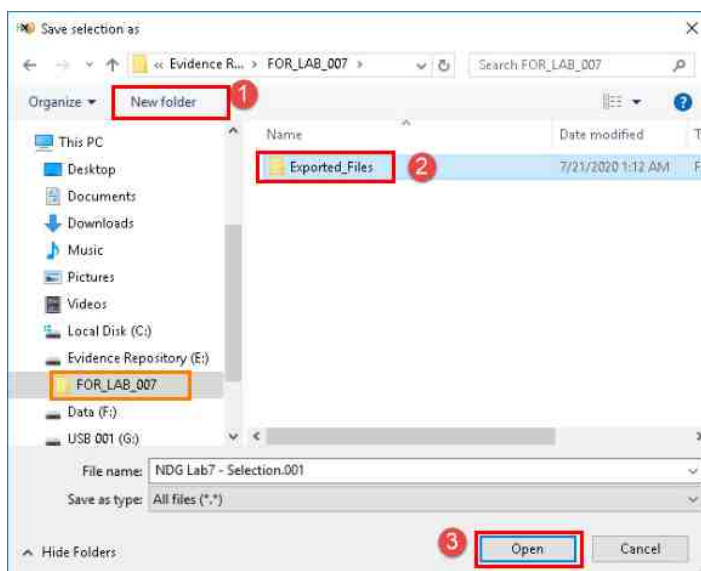 Save selection as
« Evidence R... > FOR_LAB_007 >
Search FOR_LAB_007
Organize
New folder
1
?
This PC
Desktop
Documents
Downloads
Music
Pictures
Videos
Local Disk (C:)
Evidence Repository (E:)
FOR_LAB_007
Data (F:)
USB 001 (G:)
Name
Date modified
T
Exported_Files
2
7/21/2020 1:12 AM
F
File name: NDG Lab7 - Selection.001
Save as type: All files (*.*)
Hide Folders
3
Open
Cancel